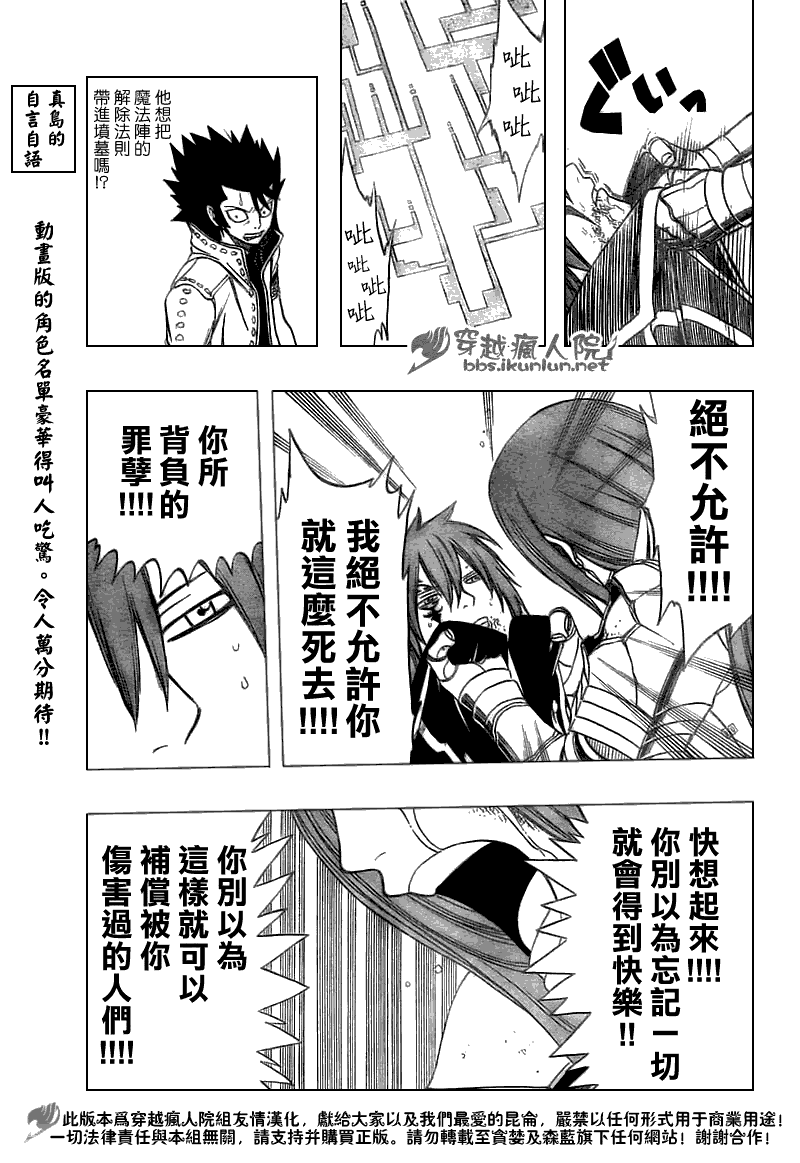 ぐいっ
呲
呲
呲
呲
呲
呲
他想把
魔法陣的
解除法則
帶進墳墓嗎!?
真島的
自言自語
動畫版的角色名單豪華得叫人吃驚。令人萬分期待!!
穿越瘋人院
bbs.ikunlun.net
絕不允許!!!!
我絕不允許你
就這麼死去!!!!
你所
背負的
罪孽!!!!
快想起來!!!!
你別以為忘記一切
就會得到快樂!!
你別以為
這樣就可以
補償被你
傷害過的人們!!!!
此版本爲穿越瘋人院組友情漢化，獻給大家以及我們最愛的昆侖，嚴禁以任何形式用于商業用途！
一切法律責任與本組無關，請支持并購買正版。請勿轉載至貪婪及森藍旗下任何網站！謝謝合作！